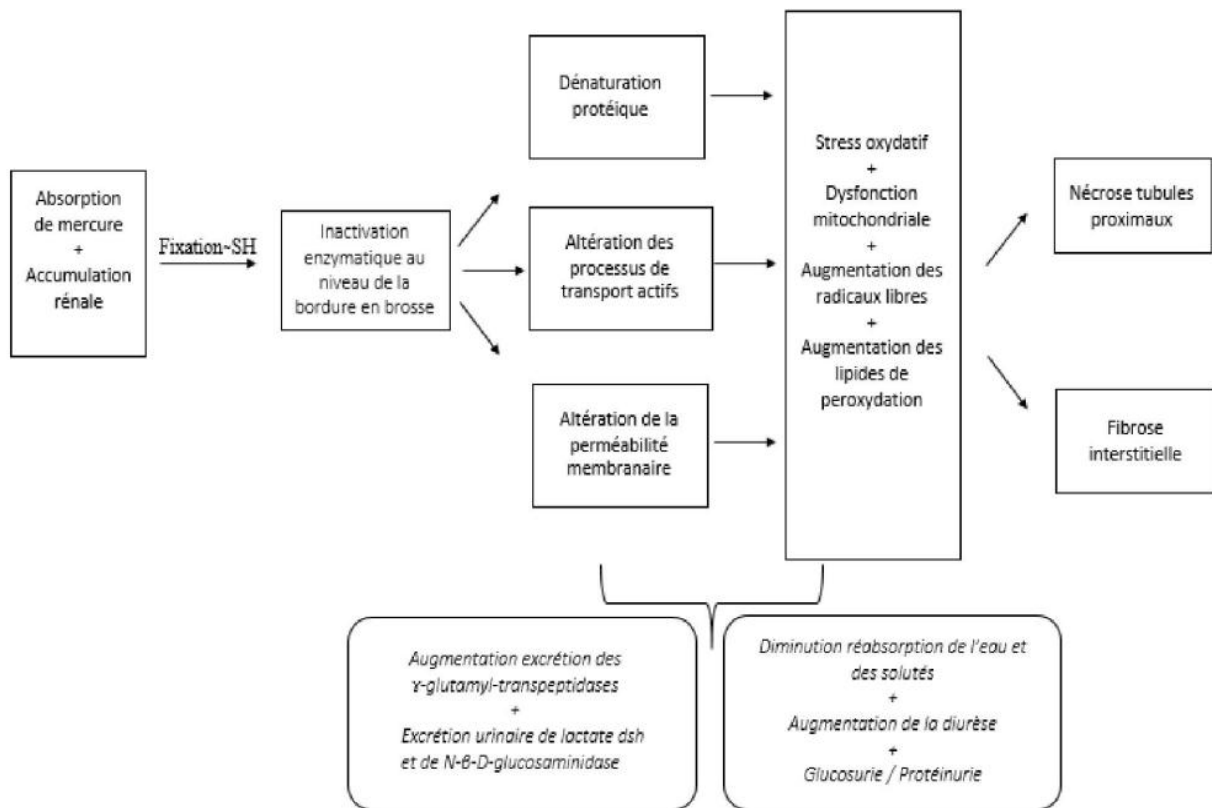 Absorption
de mercure
+
Accumulation
rénale
Fixation~SH
Inactivation
enzymatique au
niveau de la
bordure en brosse
Dénaturation
protéique
Altération des
processus de
transport actifs
Altération de la
perméabilité
membranaire
Stress oxydatif
+
Dysfonction
mitochondriale
+
Augmentation des
radicaux libres
+
Augmentation des
lipides de
peroxydation
Nécrose tubules
proximaux
Fibrose
interstitielle
Augmentation excrétion des
ɤ-glutamyl-transpeptidases
+
Excrétion urinaire de lactate dsh
et de N-β-D-glucosaminidase
Diminution réabsorption de l'eau et
des solutés
+
Augmentation de la diurèse
+
Glucosurie / Protéinurie